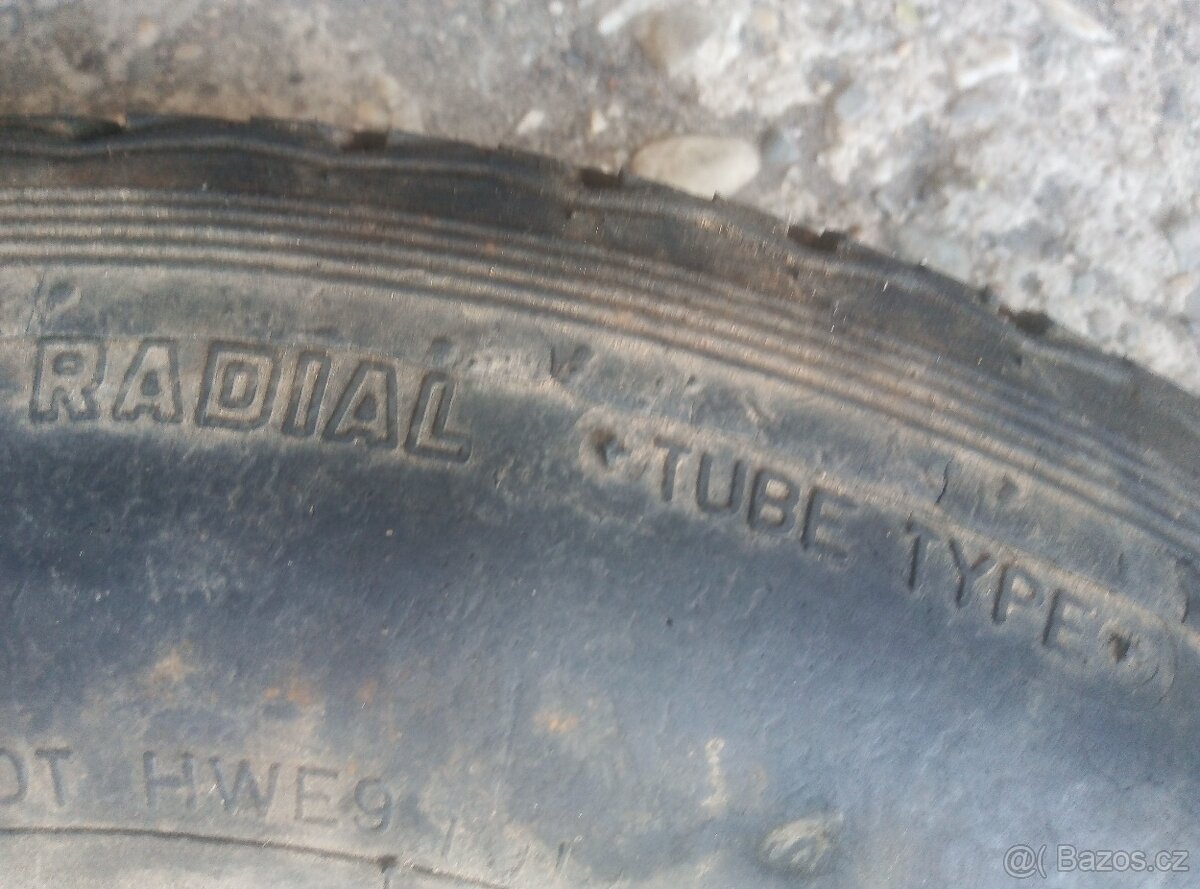 RADIAL
TUBE TYPE
DOT HWE9
@( Bazos.cz